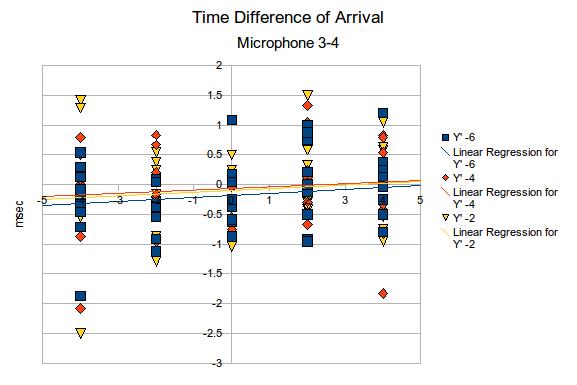 Time Difference of Arrival
Microphone 3-4
2
1.5
1
0.5
0
-5
-1
3
4
5
-0.5
-1
-1.5
-2
-2.5
-3
msec
Y' -6
Linear Regression for
Y' -6
Y' -4
Linear Regression for
Y' -4
Y' -2
Linear Regression for
Y' -2